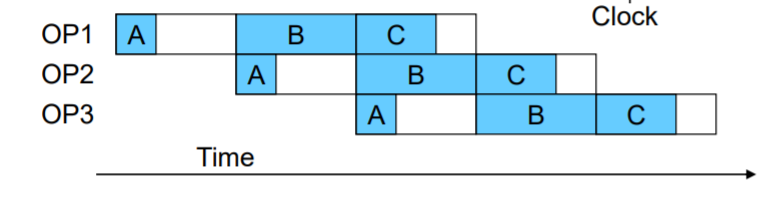 Clock
OP1 A B C
OP2 A B C
OP3 A B C
Time